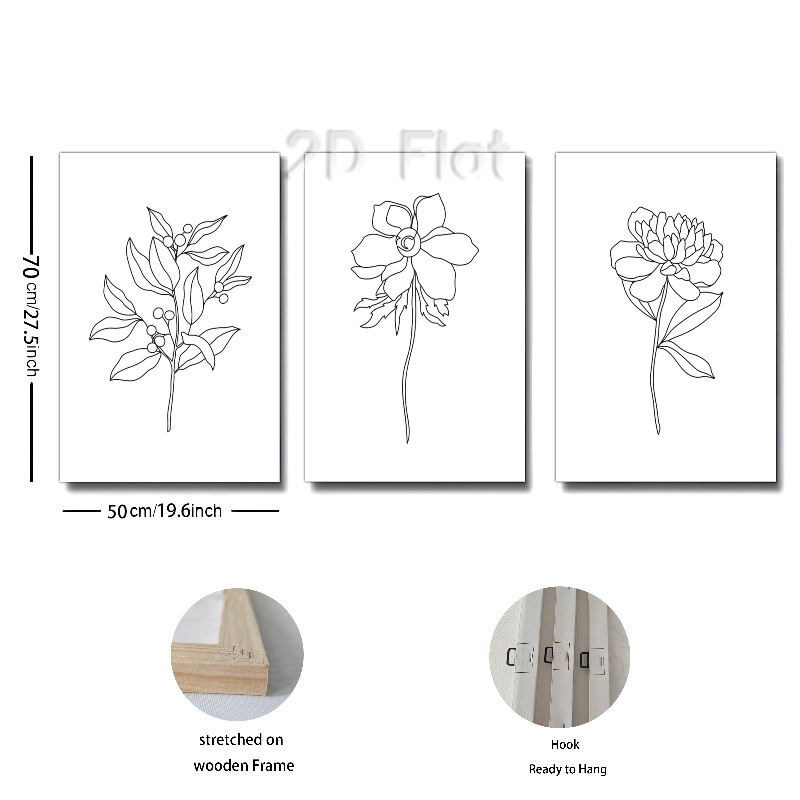 2D Flat
70 cm/27.5inch
50cm/19.6inch
stretched on
wooden Frame
Hook
Ready to Hang